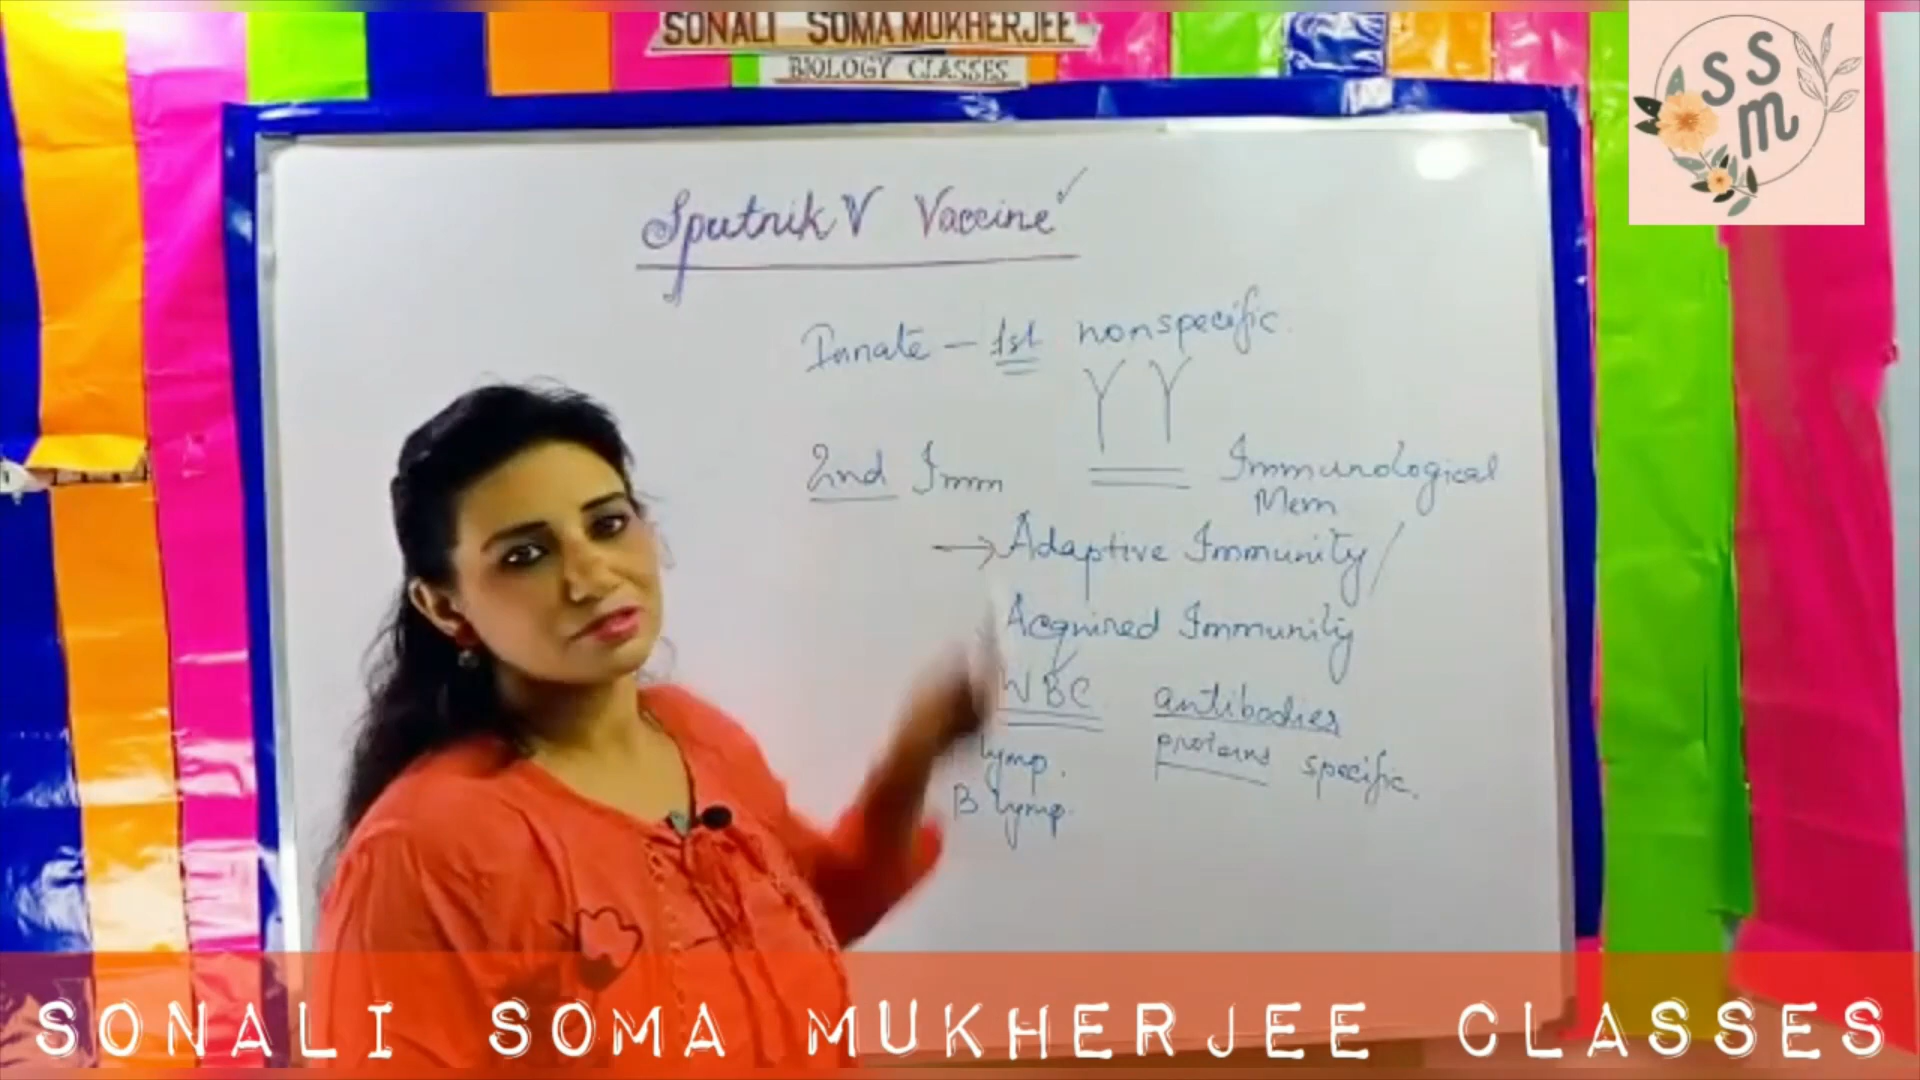 SONALI SOMA MUKHERJEE
BIOLOGY CLASSES
S S
M
Sputnik V Vaccine
Innate - 1st nonspecific.
2nd Imm
Immunological
Mem
→ Adaptive Immunity/
Acquired Immunity
WBC
antibodies
proteins specific.
lymp.
B lymp.
SONALI SOMA MUKHERJEE CLASSES